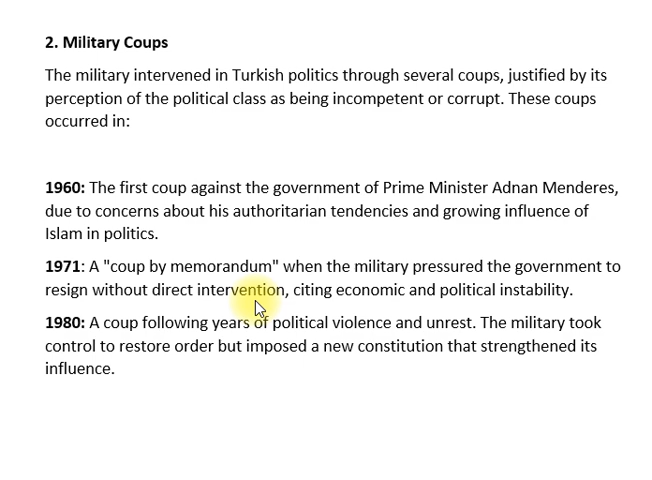 2. Military Coups
The military intervened in Turkish politics through several coups, justified by its
perception of the political class as being incompetent or corrupt. These coups
occurred in:
1960: The first coup against the government of Prime Minister Adnan Menderes,
due to concerns about his authoritarian tendencies and growing influence of
Islam in politics.
1971: A "coup by memorandum" when the military pressured the government to
resign without direct intervention, citing economic and political instability.
1980: A coup following years of political violence and unrest. The military took
control to restore order but imposed a new constitution that strengthened its
influence.